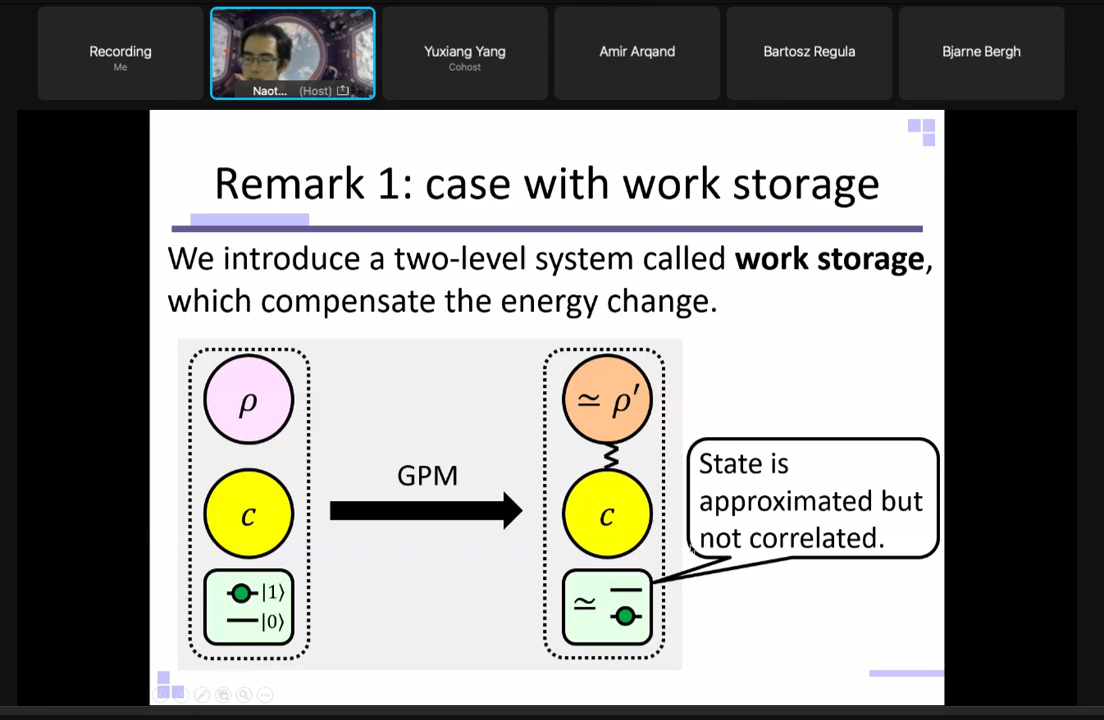 Recording
Me
Naot... (Host)
Yuxiang Yang
Cohost
Amir Arqand
Bartosz Regula
Bjarne Bergh
Remark 1: case with work storage
We introduce a two-level system called work storage,
which compensate the energy change.
ρ
c
|1⟩
|0⟩
GPM
≃ ρ′
c
≃
State is
approximated but
not correlated.